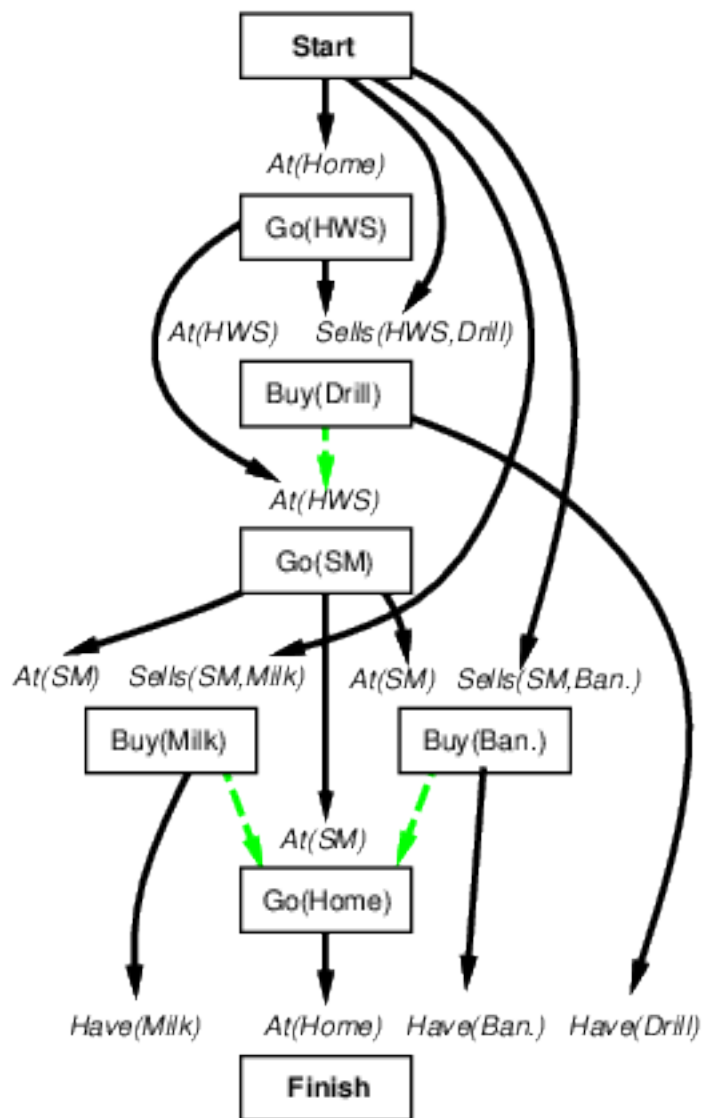 Start
At(Home)
Go(HWS)
At(HWS) Sells(HWS,Drill)
Buy(Drill)
At(HWS)
Go(SM)
At(SM) Sells(SM,Milk) At(SM) Sells(SM,Ban.)
Buy(Milk) Buy(Ban.)
At(SM)
Go(Home)
Have(Milk) At(Home) Have(Ban.) Have(Drill)
Finish